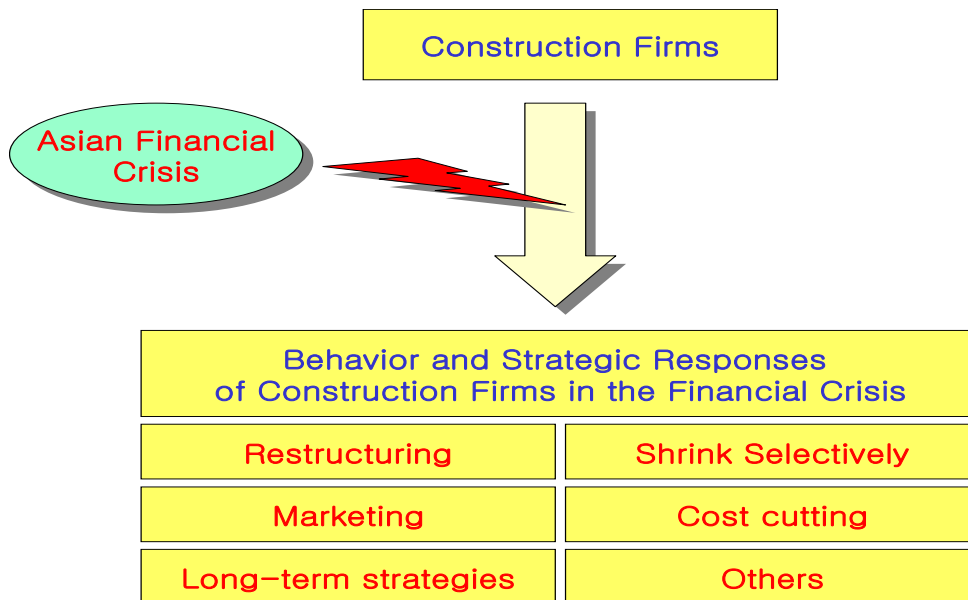 Construction Firms
Asian Financial
Crisis
Behavior and Strategic Responses
of Construction Firms in the Financial Crisis
Restructuring
Shrink Selectively
Marketing
Cost cutting
Long-term strategies
Others